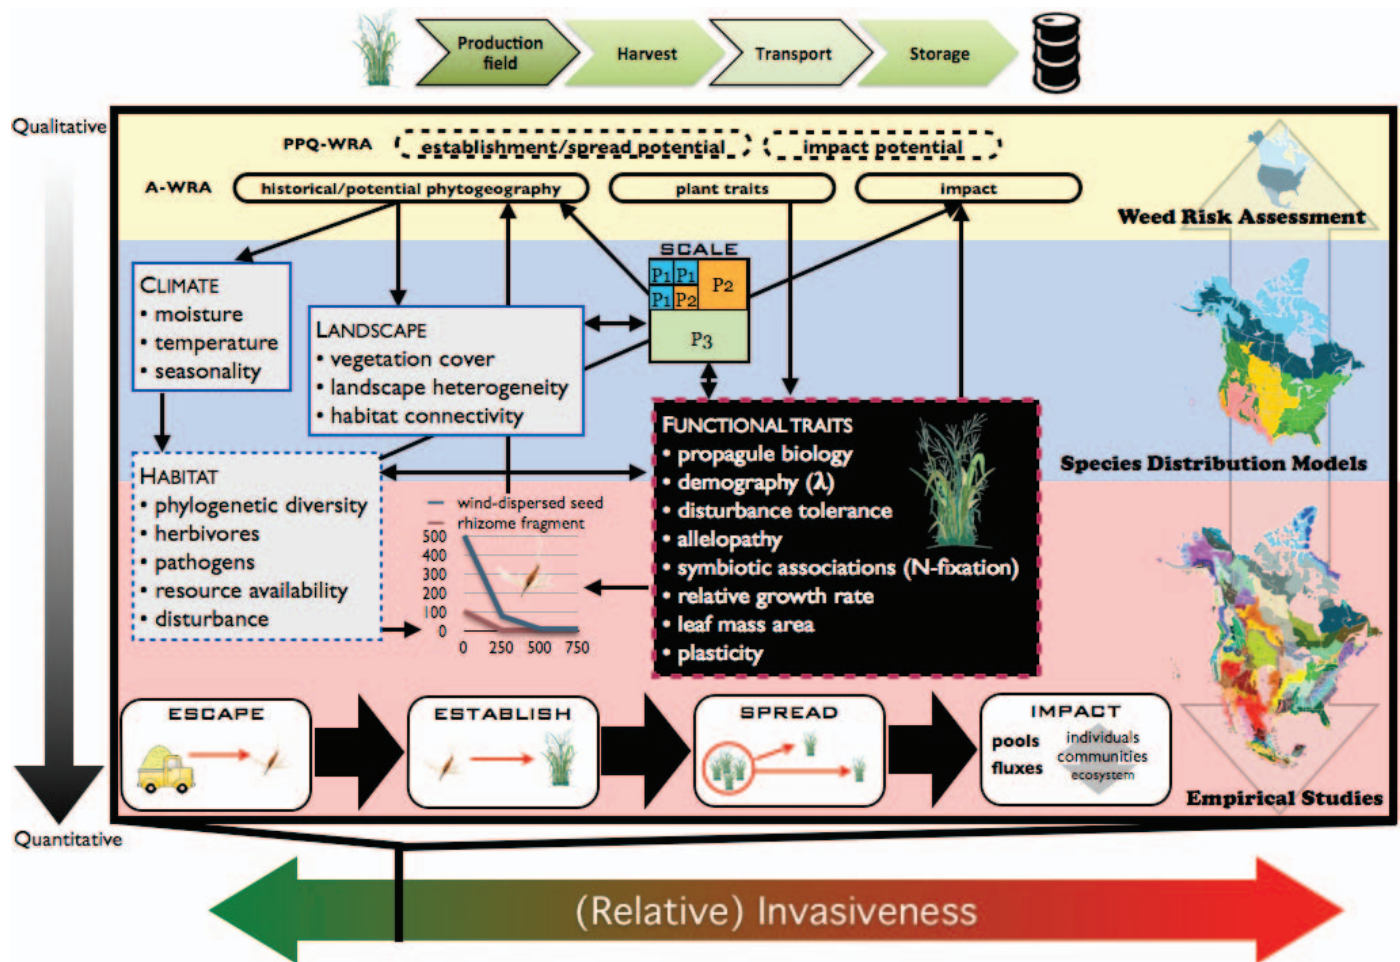 Production
field
Harvest
Transport
Storage
Qualitative
PPQ-WRA
establishment/spread potential
impact potential
A-WRA
historical/potential phytogeography
plant traits
impact
Weed Risk Assessment
SCALE
P1 P1 P2
P1 P2
P3
CLIMATE
• moisture
• temperature
• seasonality
LANDSCAPE
• vegetation cover
• landscape heterogeneity
• habitat connectivity
FUNCTIONAL TRAITS
• propagule biology
• demography (λ)
• disturbance tolerance
• allelopathy
• symbiotic associations (N-fixation)
• relative growth rate
• leaf mass area
• plasticity
Species Distribution Models
HABITAT
• phylogenetic diversity
• herbivores
• pathogens
• resource availability
• disturbance
wind-dispersed seed
rhizome fragment
500
400
300
200
100
0
0 250 500 750
ESCAPE
ESTABLISH
SPREAD
IMPACT
pools
fluxes
individuals
communities
ecosystem
Empirical Studies
Quantitative
(Relative) Invasiveness